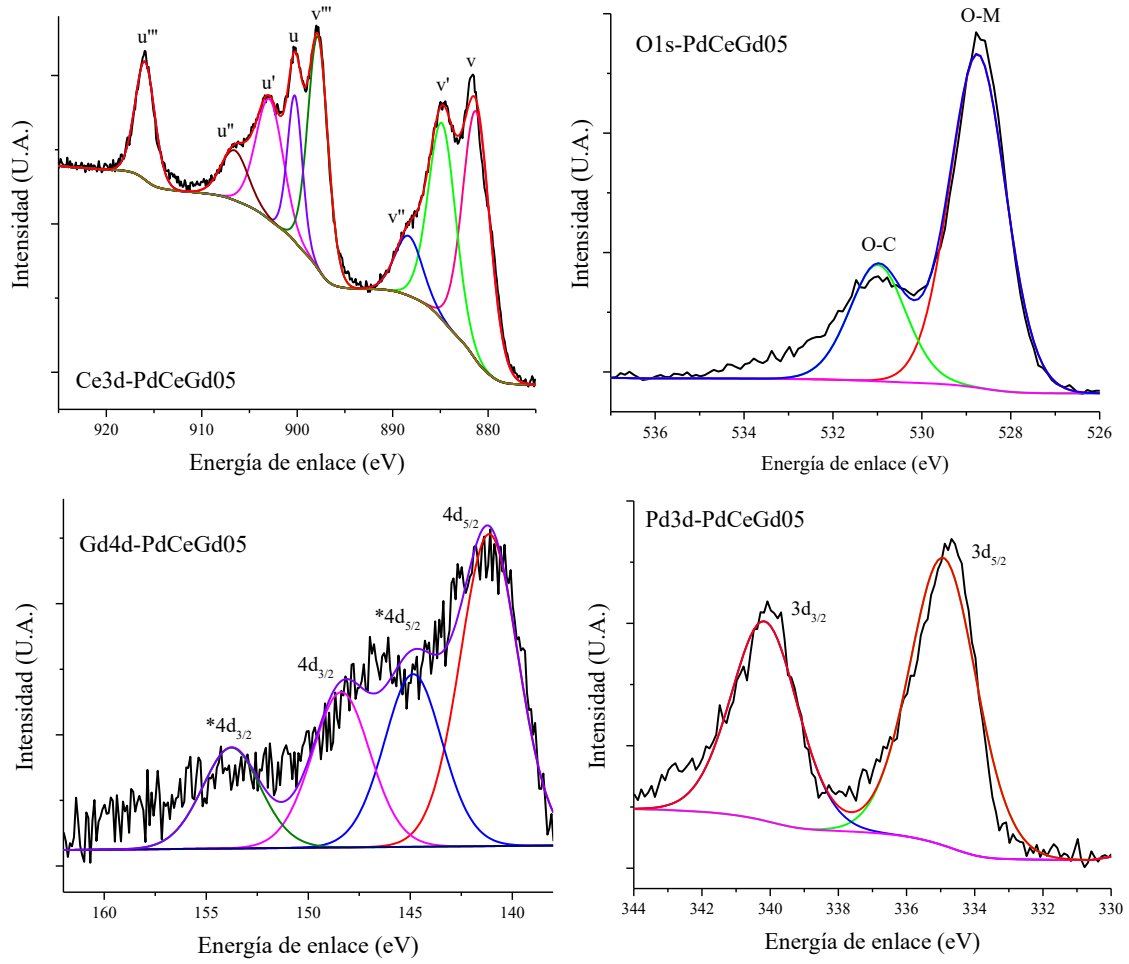 u''' u'' u' u v''' v'' v' v
Intensidad (U.A.)
Ce3d-PdCeGd05
920 900 880
Energía de enlace (eV)
O-M
O1s-PdCeGd05
O-C
Intensidad (U.A.)
536 534 532 530 528 526
Energía de enlace (eV)
4d5/2
Gd4d-PdCeGd05
*4d5/2
4d3/2
*4d3/2
Intensidad (U.A.)
160 155 150 145 140
Energía de enlace (eV)
Pd3d-PdCeGd05
3d5/2
3d3/2
Intensidad (U.A.)
344 342 340 338 336 334 332 330
Energía de enlace (eV)